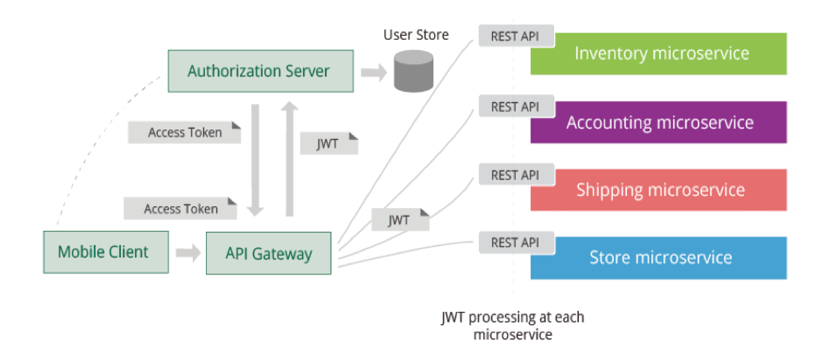 User Store
REST API
Inventory microservice
Authorization Server
REST API
Accounting microservice
Access Token
JWT
REST API
Shipping microservice
Access Token
JWT
REST API
Mobile Client
API Gateway
Store microservice
JWT processing at each
microservice